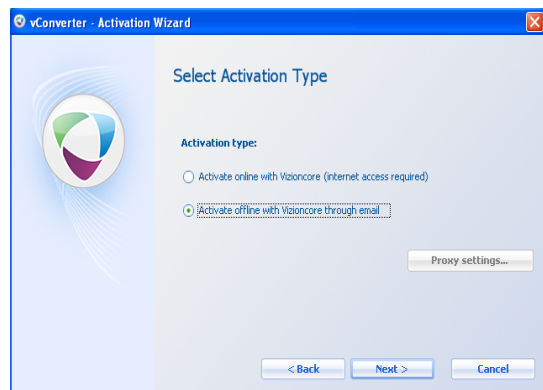 vConverter - Activation Wizard
Select Activation Type
Activation type:
Activate online with Vizioncore (internet access required)
Activate offline with Vizioncore through email
Proxy settings...
< Back
Next >
Cancel